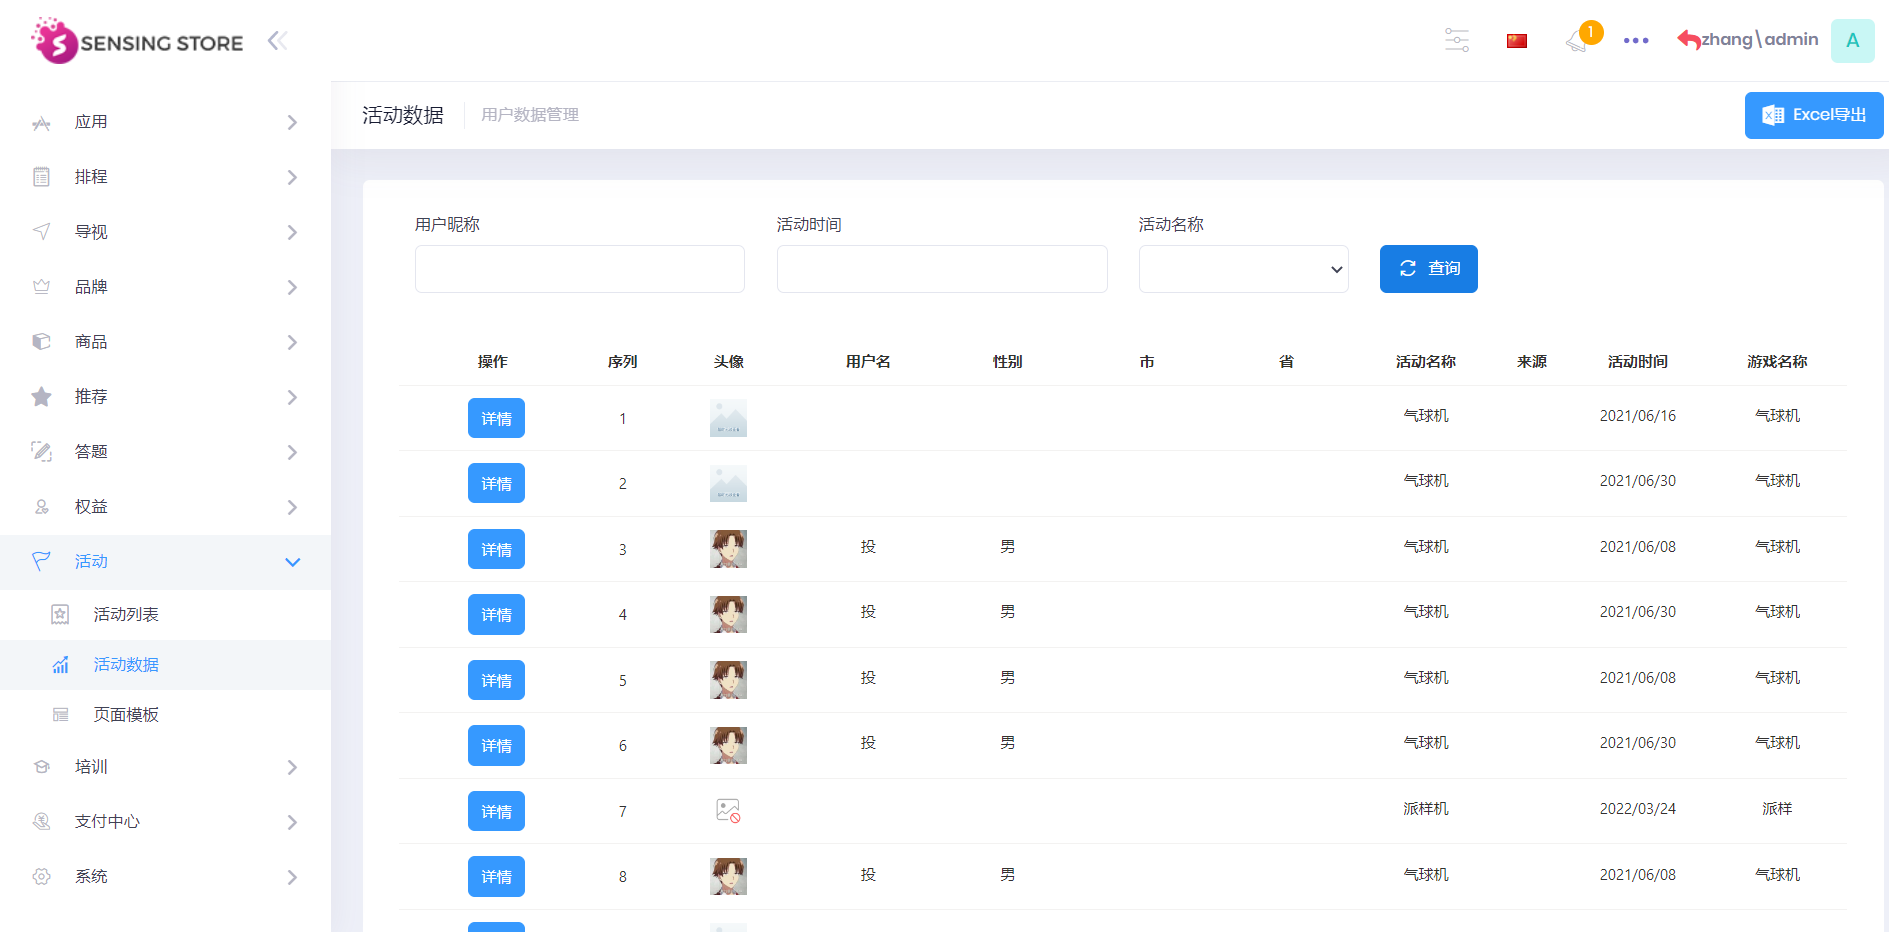 SENSING STORE
1
zhang\admin
A
应用
排程
导视
品牌
商品
推荐
答题
权益
活动
活动列表
活动数据
页面模板
培训
支付中心
系统
活动数据 用户数据管理
Excel导出
用户昵称 活动时间 活动名称
查询
操作 序列 头像 用户名 性别 市 省 活动名称 来源 活动时间 游戏名称
详情 1 气球机 2021/06/16 气球机
详情 2 气球机 2021/06/30 气球机
详情 3 投 男 气球机 2021/06/08 气球机
详情 4 投 男 气球机 2021/06/30 气球机
详情 5 投 男 气球机 2021/06/08 气球机
详情 6 投 男 气球机 2021/06/30 气球机
详情 7 派样机 2022/03/24 派样
详情 8 投 男 气球机 2021/06/08 气球机